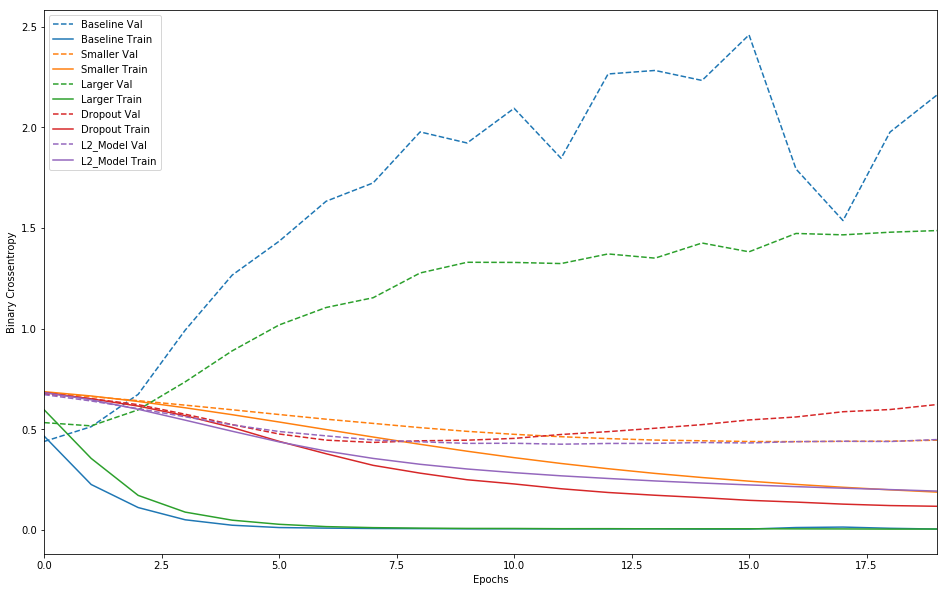 Baseline Val
Baseline Train
Smaller Val
Smaller Train
Larger Val
Larger Train
Dropout Val
Dropout Train
L2_Model Val
L2_Model Train
Binary Crossentropy
2.5
2.0
1.5
1.0
0.5
0.0
0.0 2.5 5.0 7.5 10.0 12.5 15.0 17.5
Epochs